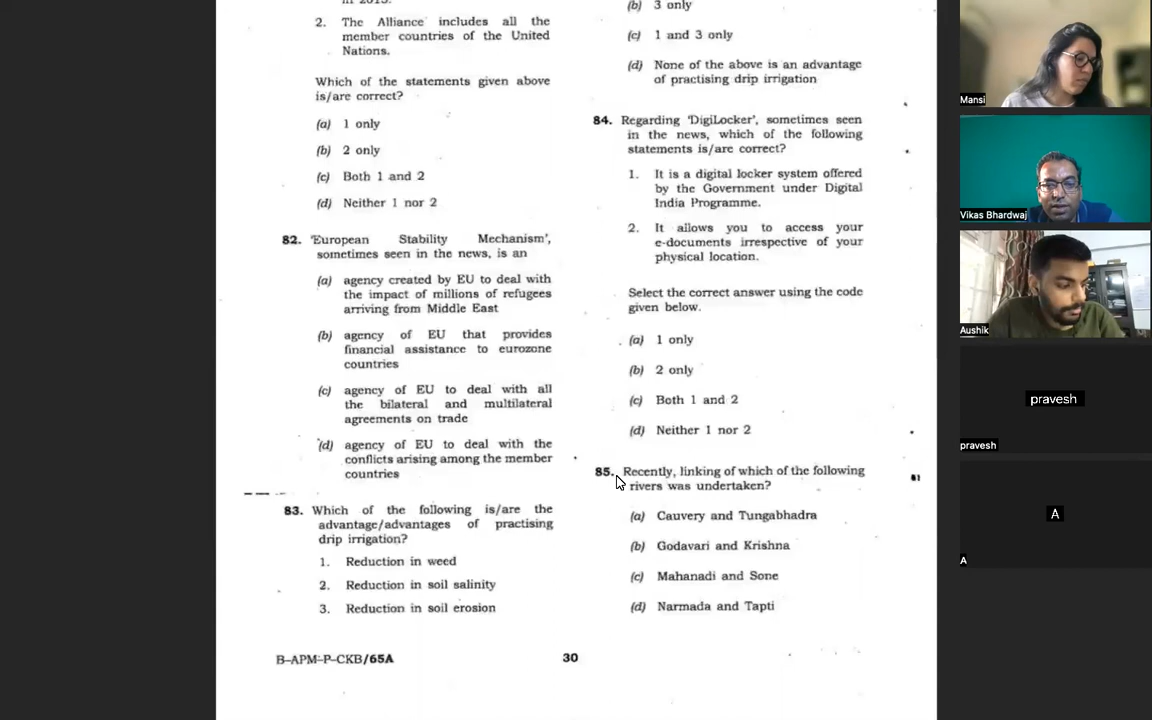 in 2015.
2. The Alliance includes all the
member countries of the United
Nations.
Which of the statements given above
is/are correct?
(a) 1 only
(b) 2 only
(c) Both 1 and 2
(d) Neither 1 nor 2
82. 'European Stability Mechanism',
sometimes seen in the news, is an
(a) agency created by EU to deal with
the impact of millions of refugees
arriving from Middle East
(b) agency of EU that provides
financial assistance to eurozone
countries
(c) agency of EU to deal with all
the bilateral and multilateral
agreements on trade
(d) agency of EU to deal with the
conflicts arising among the member
countries
83. Which of the following is/are the
advantage/advantages of practising
drip irrigation?
1. Reduction in weed
2. Reduction in soil salinity
3. Reduction in soil erosion
(b) 3 only
(c) 1 and 3 only
(d) None of the above is an advantage
of practising drip irrigation
84. Regarding 'DigiLocker', sometimes seen
in the news, which of the following
statements is/are correct?
1. It is a digital locker system offered
by the Government under Digital
India Programme.
2. It allows you to access your
e-documents irrespective of your
physical location.
Select the correct answer using the code
given below.
(a) 1 only
(b) 2 only
(c) Both 1 and 2
(d) Neither 1 nor 2
85. Recently, linking of which of the following
rivers was undertaken?
(a) Cauvery and Tungabhadra
(b) Godavari and Krishna
(c) Mahanadi and Sone
(d) Narmada and Tapti
B-APM-P-CKB/65A
30
Mansi
Vikas Bhardwaj
Aushik
pravesh
pravesh
A
A